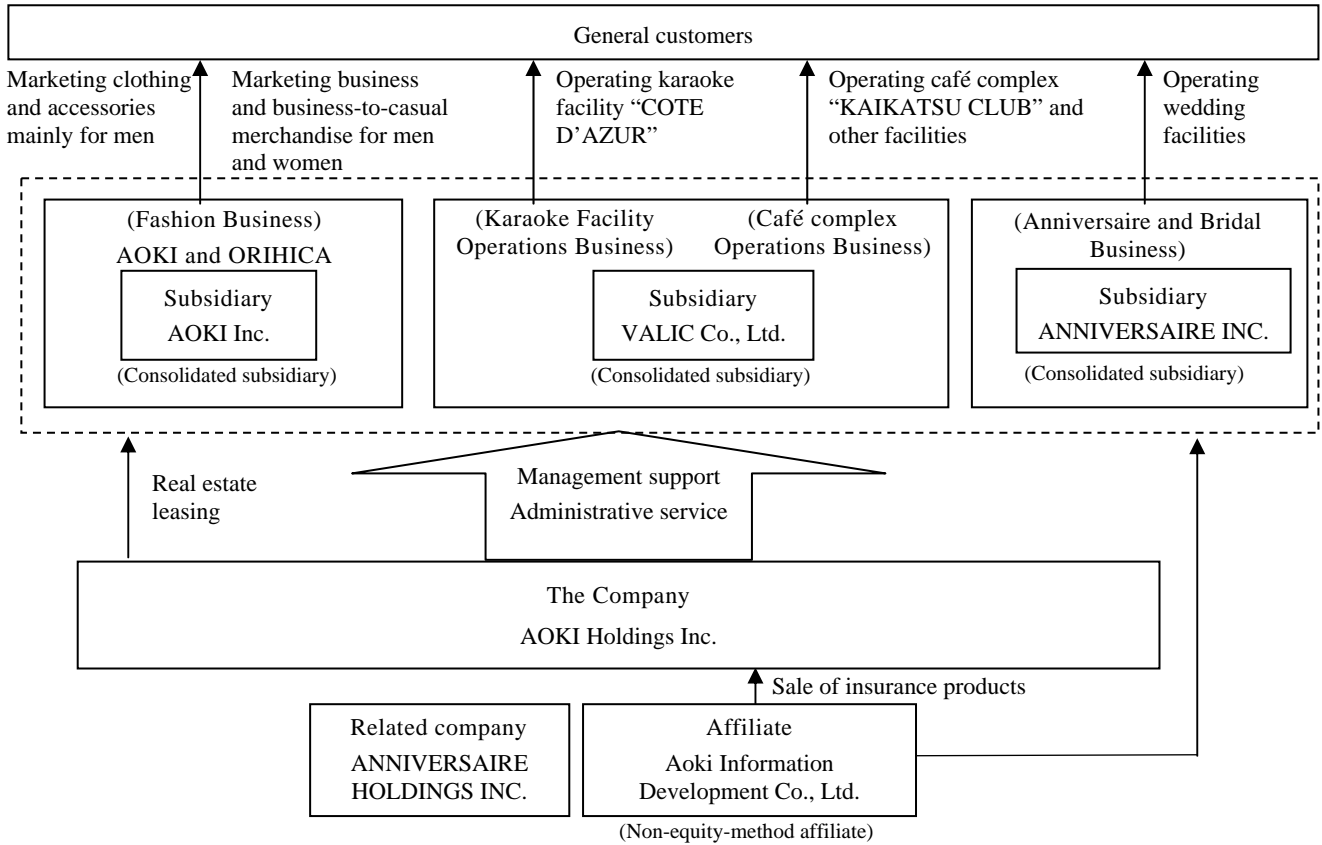 General customers
Marketing clothing
and accessories
mainly for men
Marketing business
and business-to-casual
merchandise for men
and women
Operating karaoke
facility “COTE
D’AZUR”
Operating café complex
“KAIKATSU CLUB” and
other facilities
Operating
wedding
facilities
(Fashion Business)
AOKI and ORIHICA
Subsidiary
AOKI Inc.
(Consolidated subsidiary)
(Karaoke Facility
Operations Business)
(Café complex
Operations Business)
Subsidiary
VALIC Co., Ltd.
(Consolidated subsidiary)
(Anniversaire and Bridal
Business)
Subsidiary
ANNIVERSAIRE INC.
(Consolidated subsidiary)
Real estate
leasing
Management support
Administrative service
The Company
AOKI Holdings Inc.
Sale of insurance products
Related company
ANNIVERSAIRE
HOLDINGS INC.
Affiliate
Aoki Information
Development Co., Ltd.
(Non-equity-method affiliate)